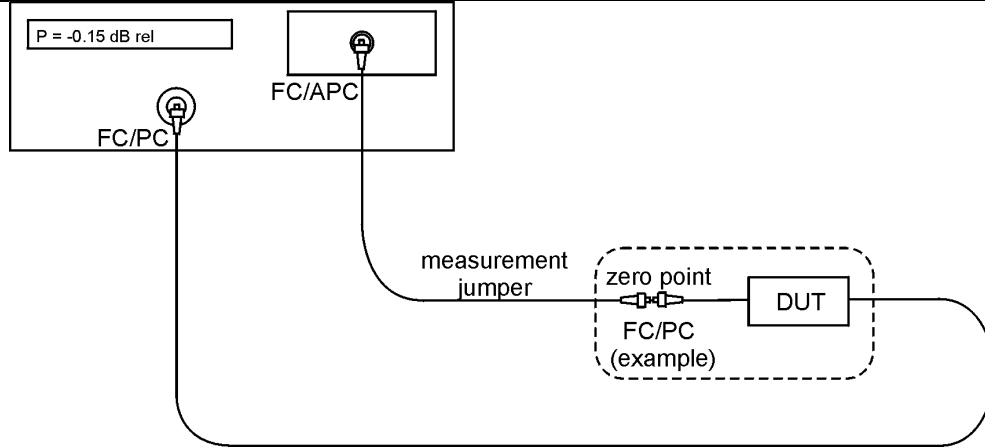 P = -0.15 dB rel
FC/APC
FC/PC
measurement
jumper
zero point
FC/PC
(example)
DUT